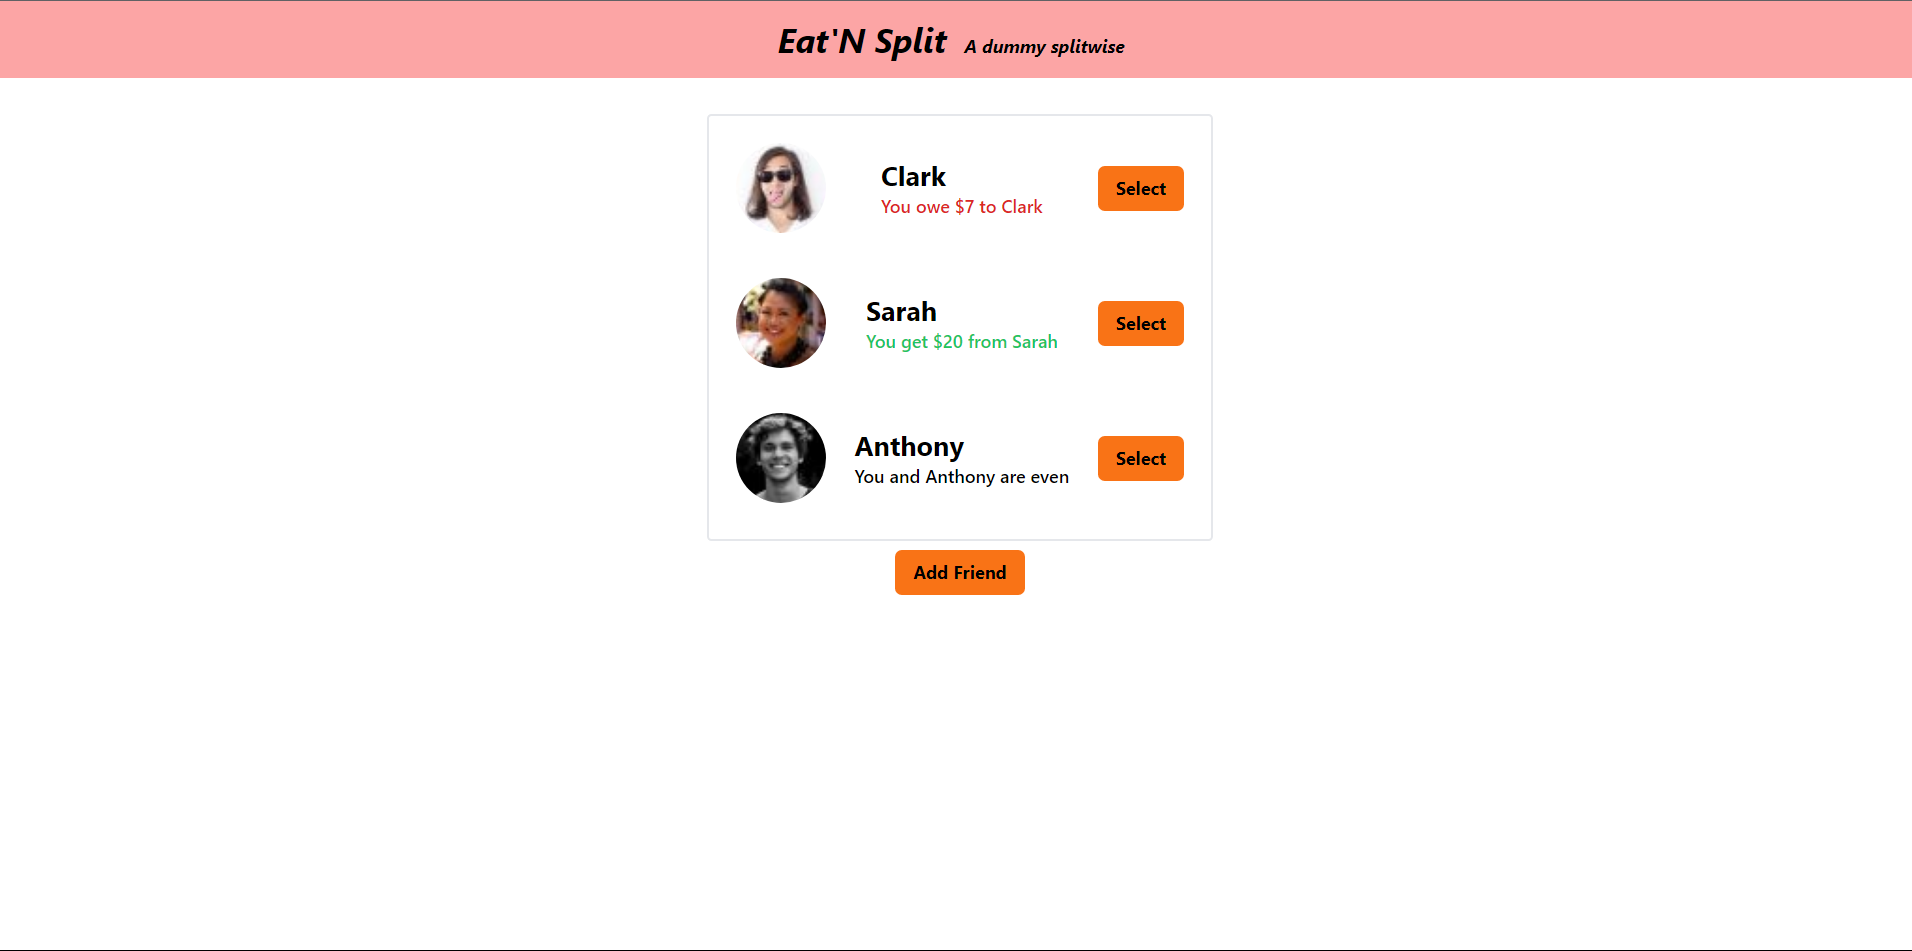 Eat'N Split A dummy splitwise
Clark
You owe $7 to Clark
Select
Sarah
You get $20 from Sarah
Select
Anthony
You and Anthony are even
Select
Add Friend